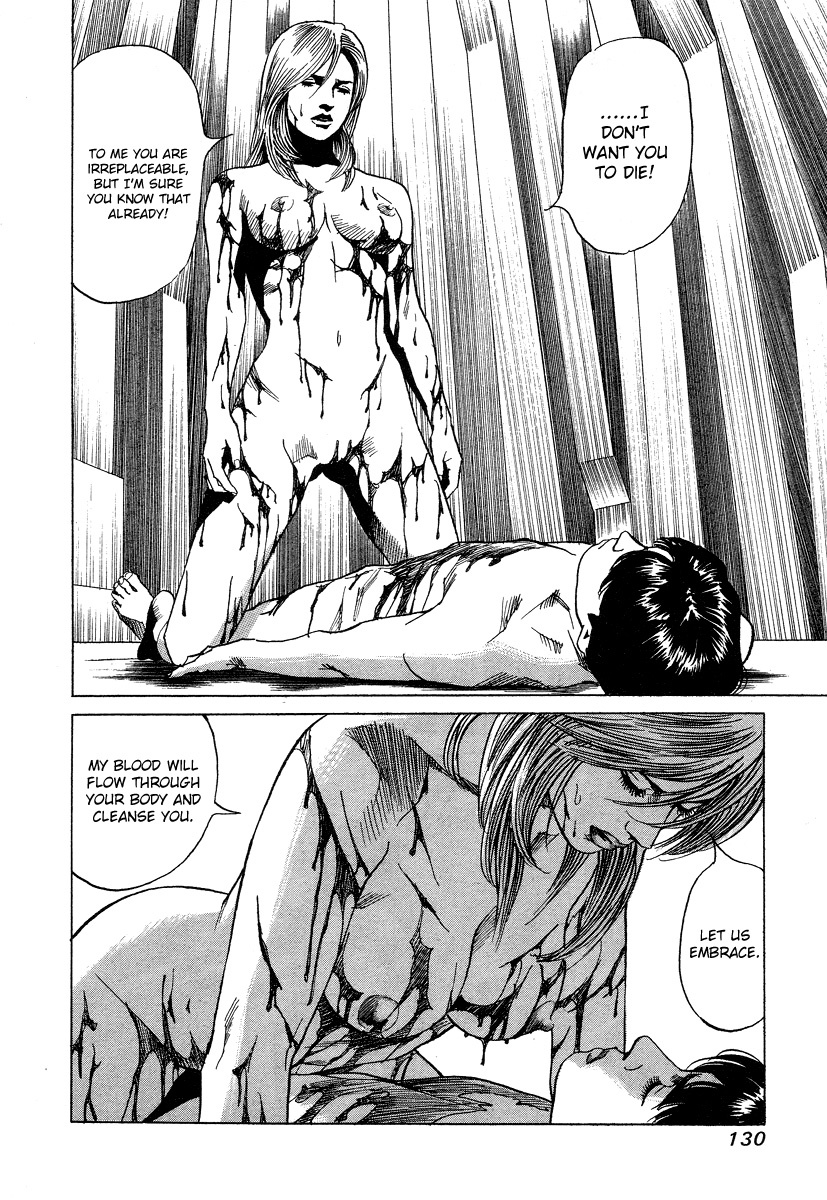 ......I
DON'T
WANT YOU
TO DIE!
TO ME YOU ARE
IRREPLACEABLE,
BUT I'M SURE
YOU KNOW THAT
ALREADY!
LET US
EMBRACE.
MY BLOOD WILL
FLOW THROUGH
YOUR BODY AND
CLEANSE YOU.
130